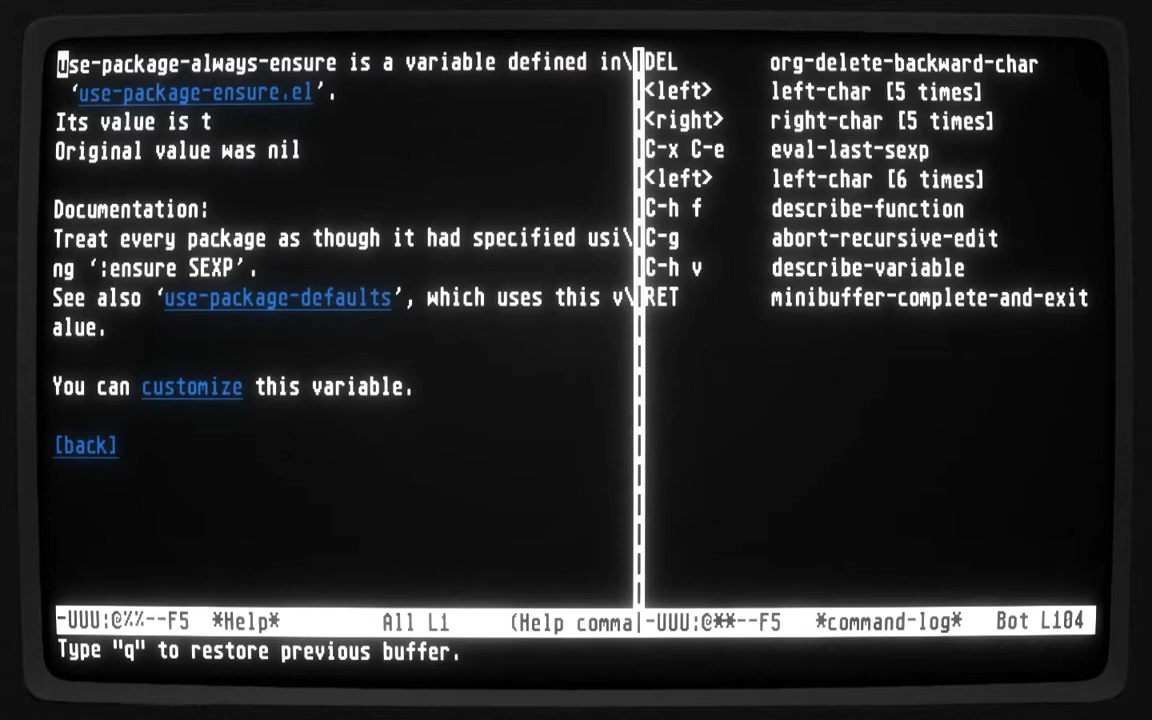 use-package-always-ensure is a variable defined in\
 ‘use-package-ensure.el’.
Its value is t
Original value was nil
Documentation:
Treat every package as though it had specified usi\
ng ‘:ensure SEXP’.
See also ‘use-package-defaults’, which uses this v\
alue.
You can customize this variable.
[back]
-UUU:@%%--F5  *Help*          All L1      (Help comma
DEL          org-delete-backward-char
<left>       left-char [5 times]
<right>      right-char [5 times]
C-x C-e      eval-last-sexp
<left>       left-char [6 times]
C-h f        describe-function
C-g          abort-recursive-edit
C-h v        describe-variable
RET          minibuffer-complete-and-exit
-UUU:@**--F5   *command-log*   Bot L104
Type "q" to restore previous buffer.